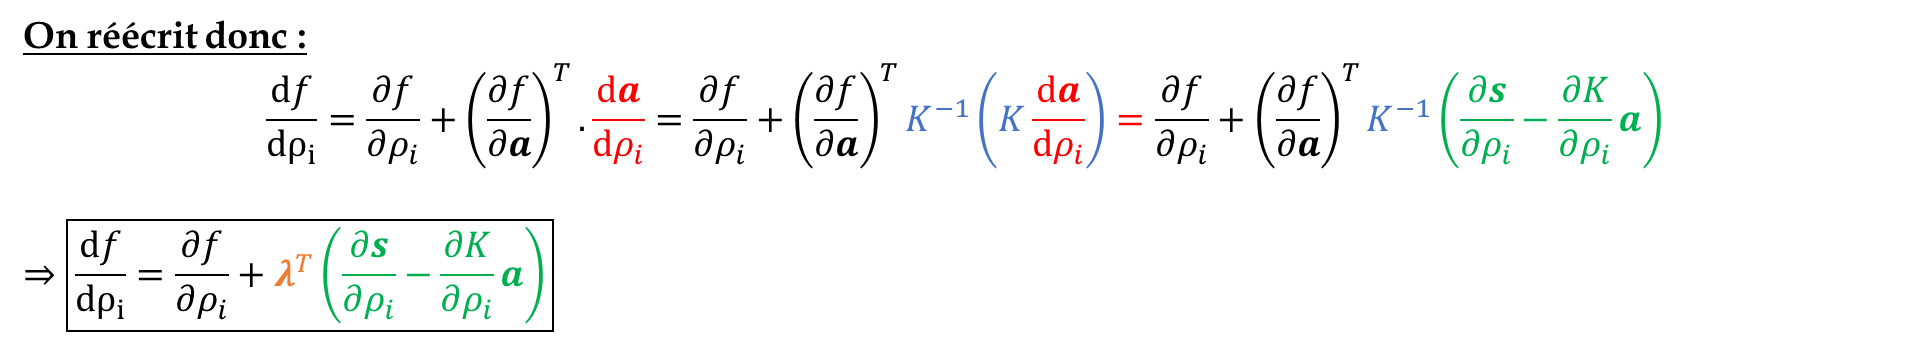 On réécrit donc :
df/dρi = ∂f/∂ρi + (∂f/∂a)^T . da/dρi = ∂f/∂ρi + (∂f/∂a)^T K^−1 (K da/dρi) = ∂f/∂ρi + (∂f/∂a)^T K^−1 (∂s/∂ρi − ∂K/∂ρi a)
⇒ df/dρi = ∂f/∂ρi + λ^T (∂s/∂ρi − ∂K/∂ρi a)